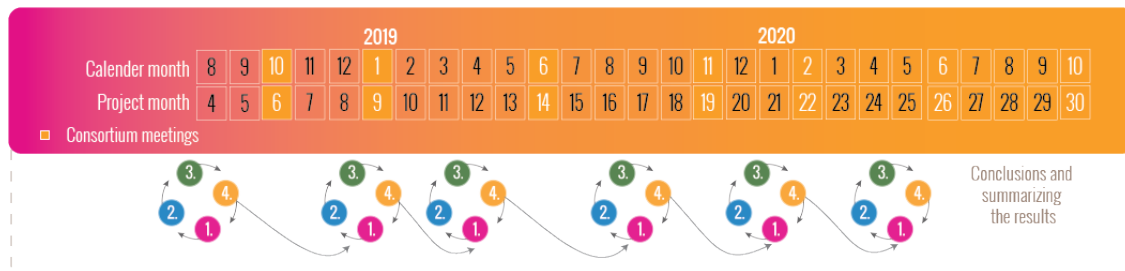 2019 2020
Calender month 8 9 10 11 12 1 2 3 4 5 6 7 8 9 10 11 12 1 2 3 4 5 6 7 8 9 10
Project month 4 5 6 7 8 9 10 11 12 13 14 15 16 17 18 19 20 21 22 23 24 25 26 27 28 29 30
Consortium meetings
3. 3. 3. 3. 3. 3.
4. 4. 4. 4. 4. 4.
2. 2. 2. 2. 2. 2.
1. 1. 1. 1. 1. 1.
Conclusions and
summarizing
the results